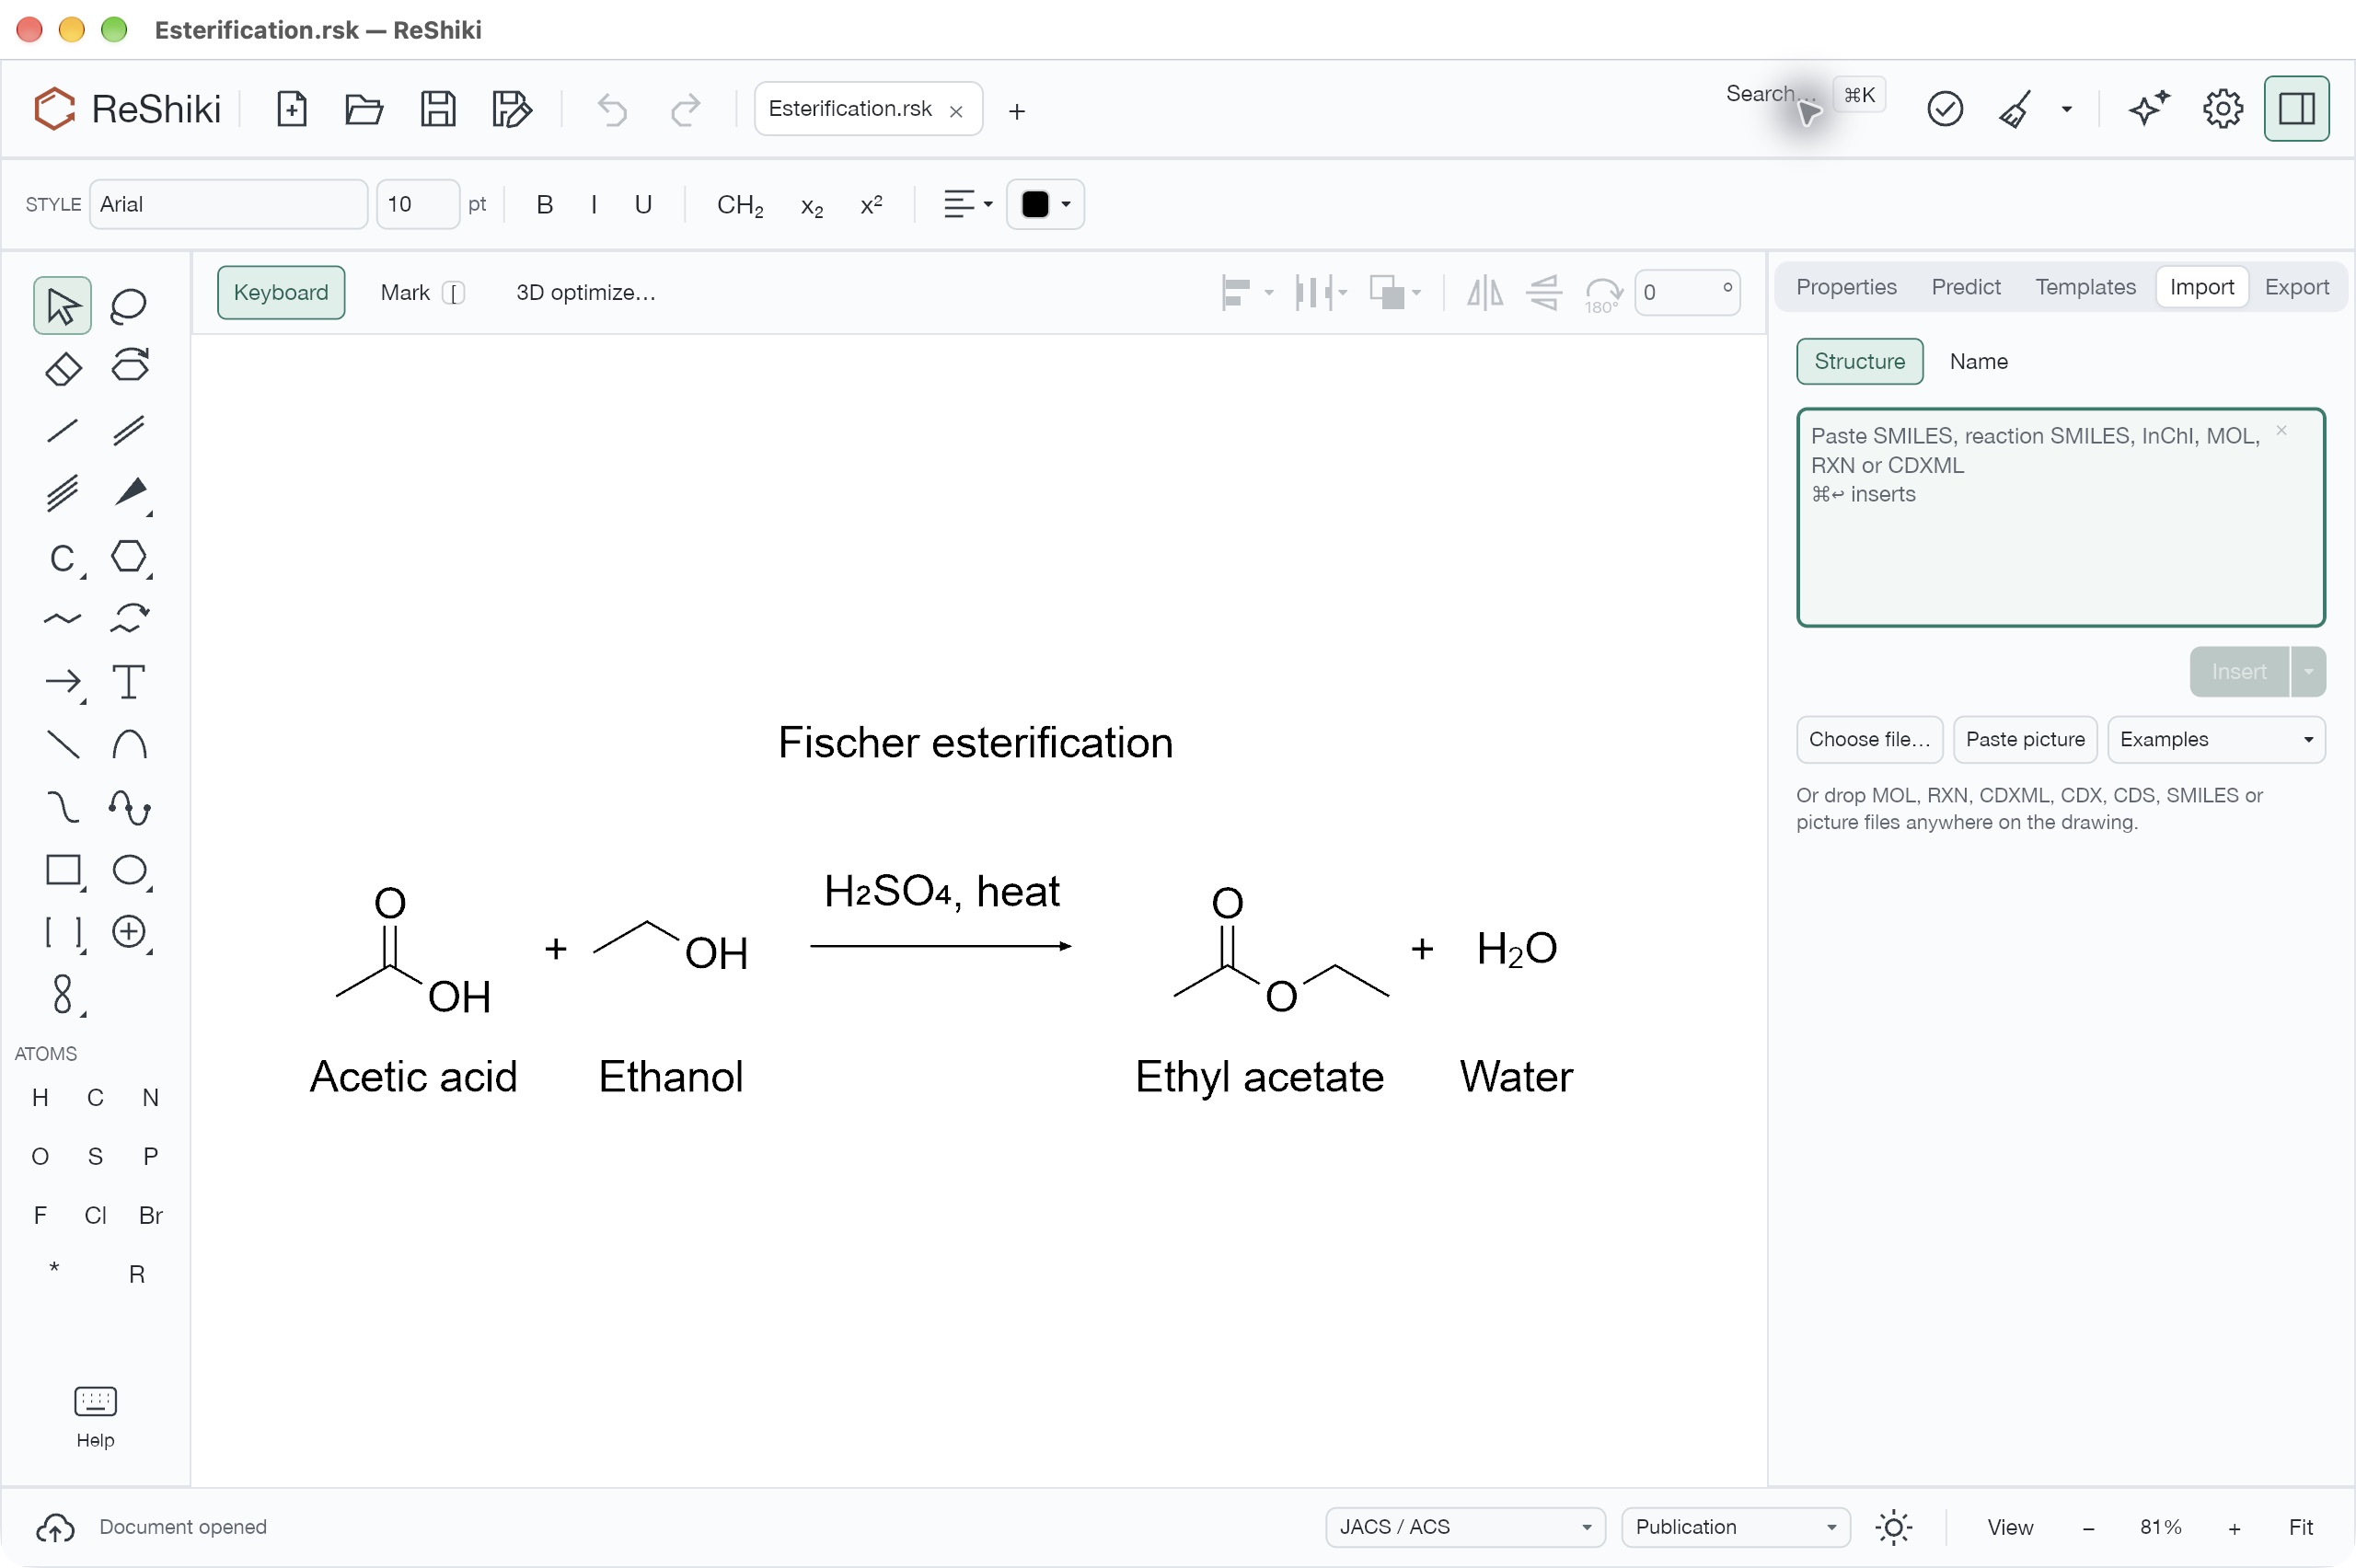 Esterification.rsk — ReShiki
ReShiki
Esterification.rsk ×
+
Search... ⌘K
STYLE Arial 10 pt B I U CH₂ x₂ x²
Keyboard Mark [ 3D optimize...
180° 0 °
Properties Predict Templates Import Export
Structure Name
Paste SMILES, reaction SMILES, InChI, MOL, ×
RXN or CDXML
⌘↩ inserts
Insert
Choose file... Paste picture Examples
Or drop MOL, RXN, CDXML, CDX, CDS, SMILES or
picture files anywhere on the drawing.
C
T
[ ]
ATOMS
H C N
O S P
F Cl Br
* R
Help
Fischer esterification
H₂SO₄, heat
O O
+ OH + H₂O
OH O
Acetic acid Ethanol Ethyl acetate Water
Document opened JACS / ACS Publication View – 81% + Fit